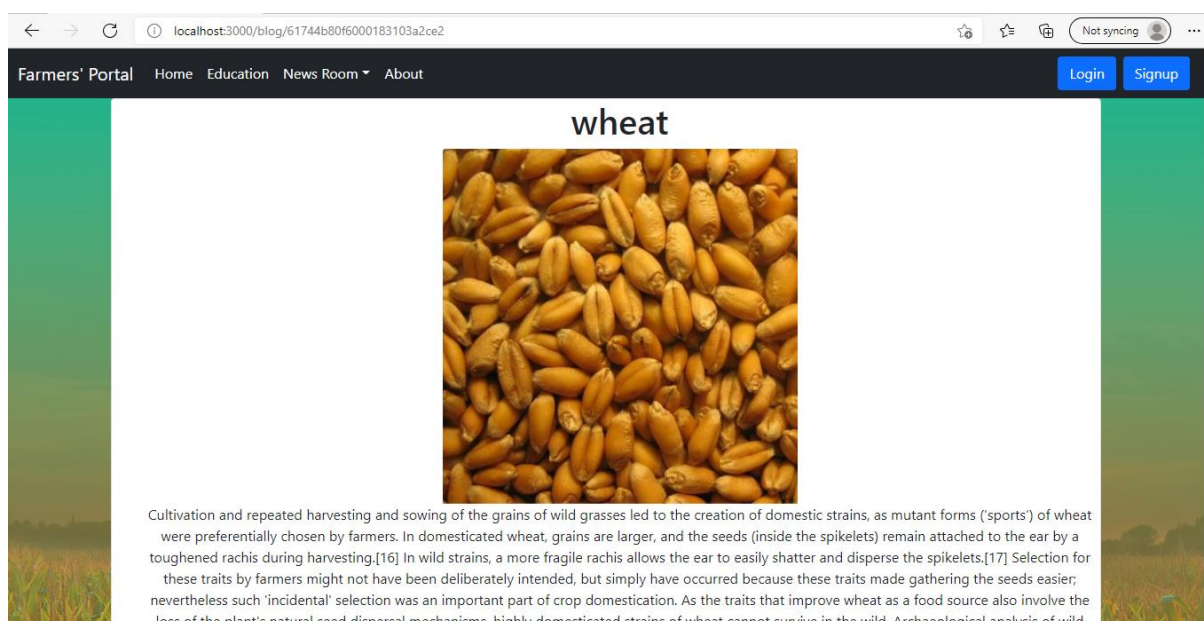 localhost:3000/blog/61744b80f6000183103a2ce2
Not syncing
Farmers' Portal Home Education News Room About
Login Signup
wheat
Cultivation and repeated harvesting and sowing of the grains of wild grasses led to the creation of domestic strains, as mutant forms ('sports') of wheat
were preferentially chosen by farmers. In domesticated wheat, grains are larger, and the seeds (inside the spikelets) remain attached to the ear by a
toughened rachis during harvesting.[16] In wild strains, a more fragile rachis allows the ear to easily shatter and disperse the spikelets.[17] Selection for
these traits by farmers might not have been deliberately intended, but simply have occurred because these traits made gathering the seeds easier;
nevertheless such 'incidental' selection was an important part of crop domestication. As the traits that improve wheat as a food source also involve the
loss of the plant's natural seed dispersal mechanisms, highly domesticated strains of wheat cannot survive in the wild. Archaeological analysis of wild